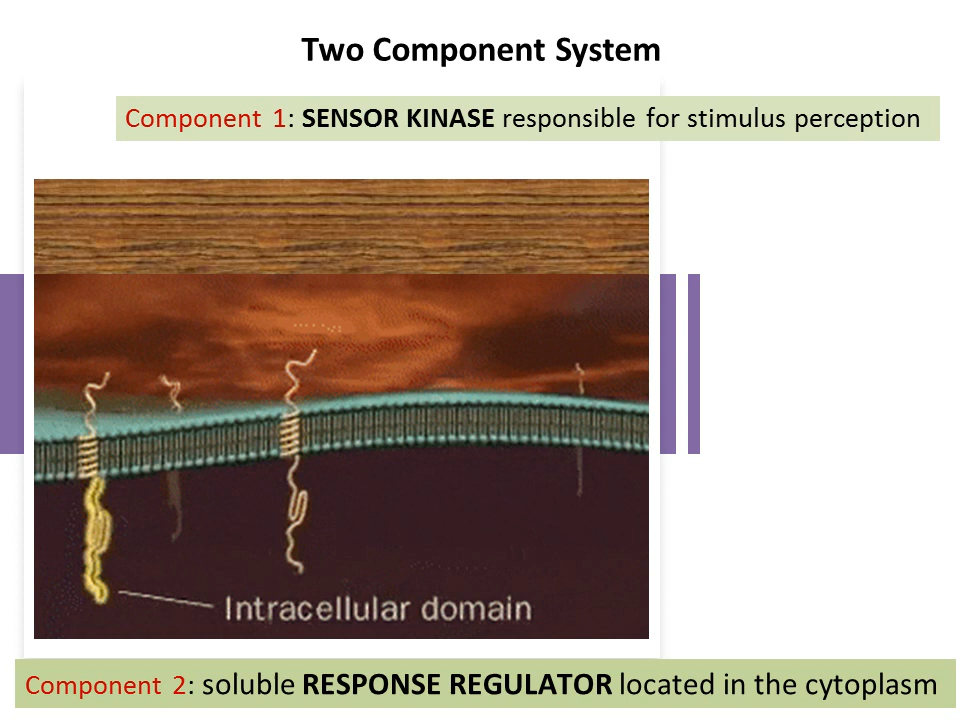 Two Component System
Component 1: SENSOR KINASE responsible for stimulus perception
Intracellular domain
Component 2: soluble RESPONSE REGULATOR located in the cytoplasm